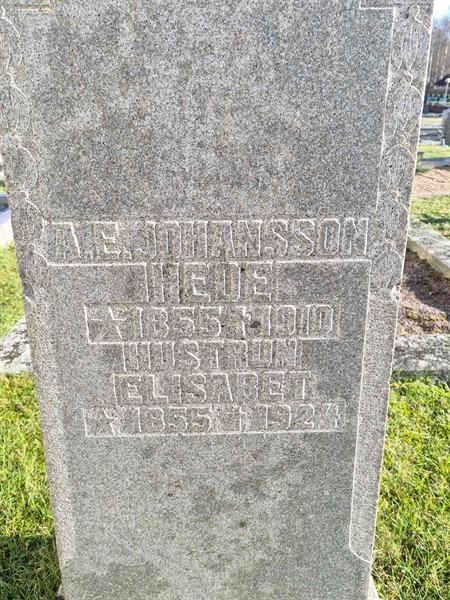 A.E. JOHANSSON
HEDE
☆ 1855 † 1910
HUSTRUN
ELISABET
☆ 1855 † 1924